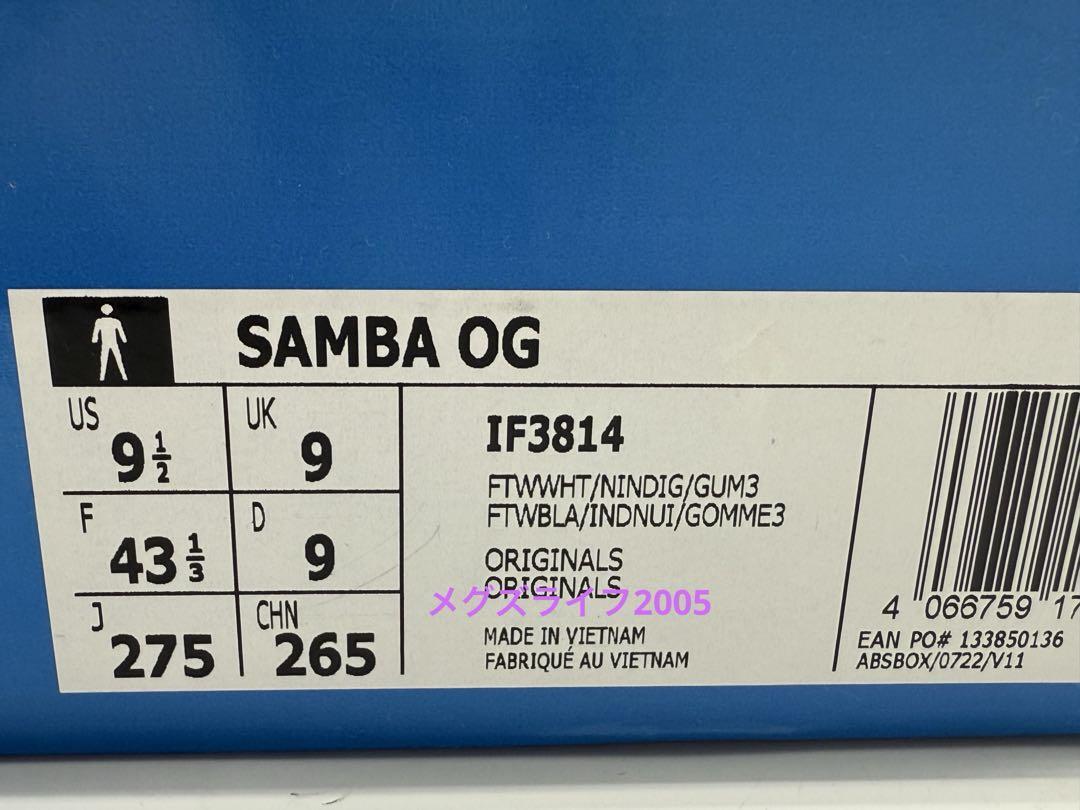 SAMBA OG
US 9 1/2
UK 9
F 43 1/3
D 9
J 275
CHN 265
IF3814
FTWWHT/NINDIG/GUM3
FTWBLA/INDNUI/GOMME3
ORIGINALS
ORIGINALS
メグズライフ2005
MADE IN VIETNAM
FABRIQUÉ AU VIETNAM
4 066759 17
EAN PO# 133850136
ABSBOX/0722/V11